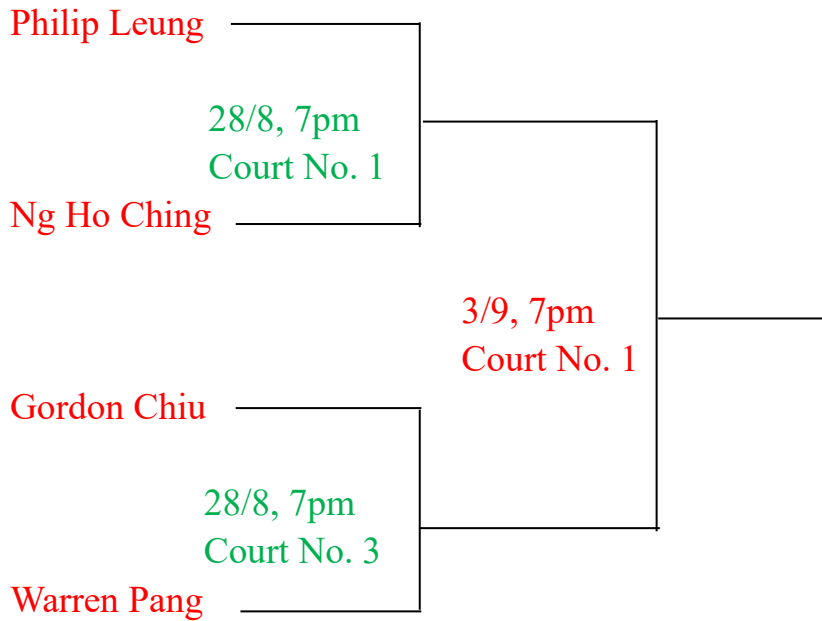 Philip Leung
28/8, 7pm
Court No. 1
Ng Ho Ching
3/9, 7pm
Court No. 1
Gordon Chiu
28/8, 7pm
Court No. 3
Warren Pang